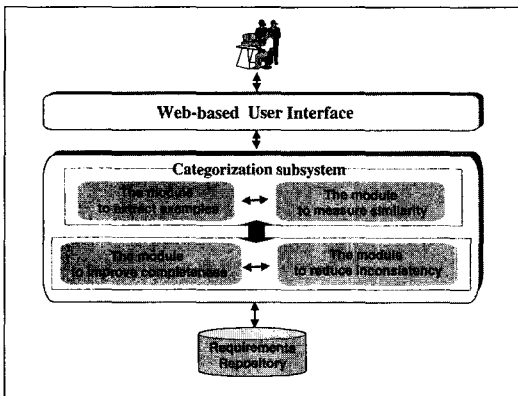 Web-based User Interface
Categorization subsystem
The module
to extract examples
The module
to measure similarity
The module
to improve completeness
The module
to reduce inconsistency
Requirements
Repository